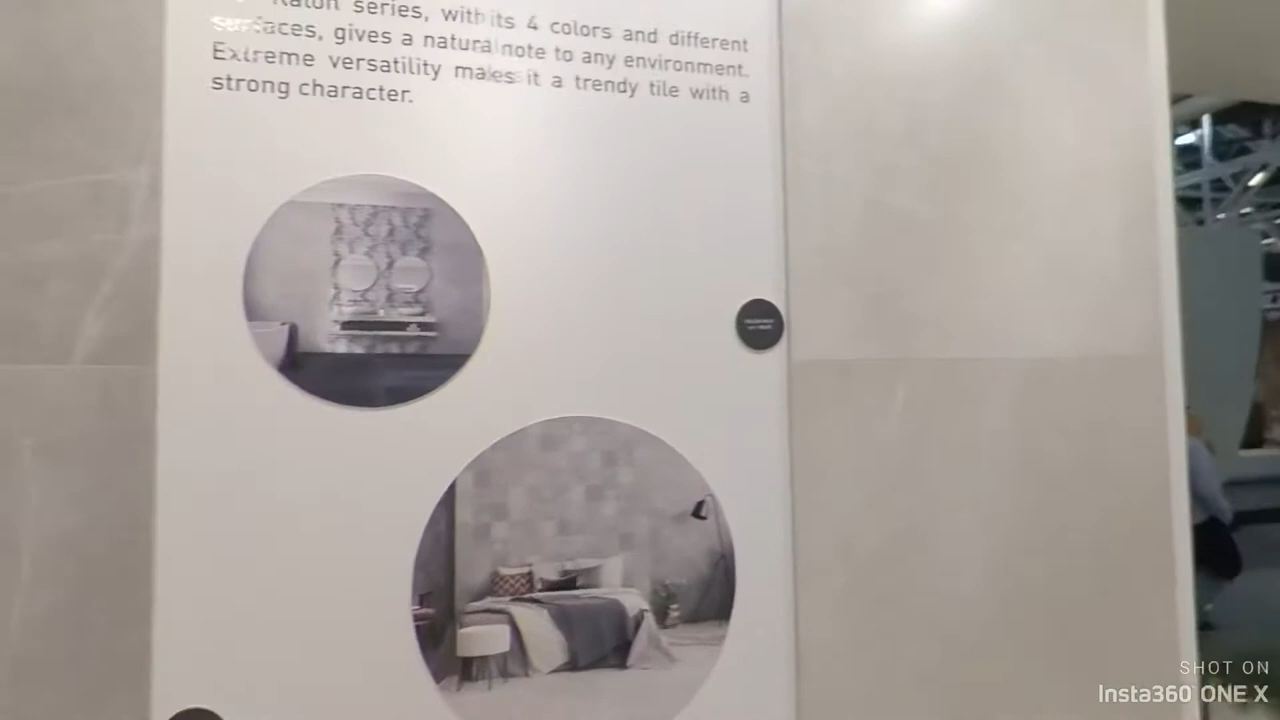 series, with its 4 colors and different
surfaces, gives a natural note to any environment.
Extreme versatility makes it a trendy tile with a
strong character.
SHOT ON
Insta360 ONE X